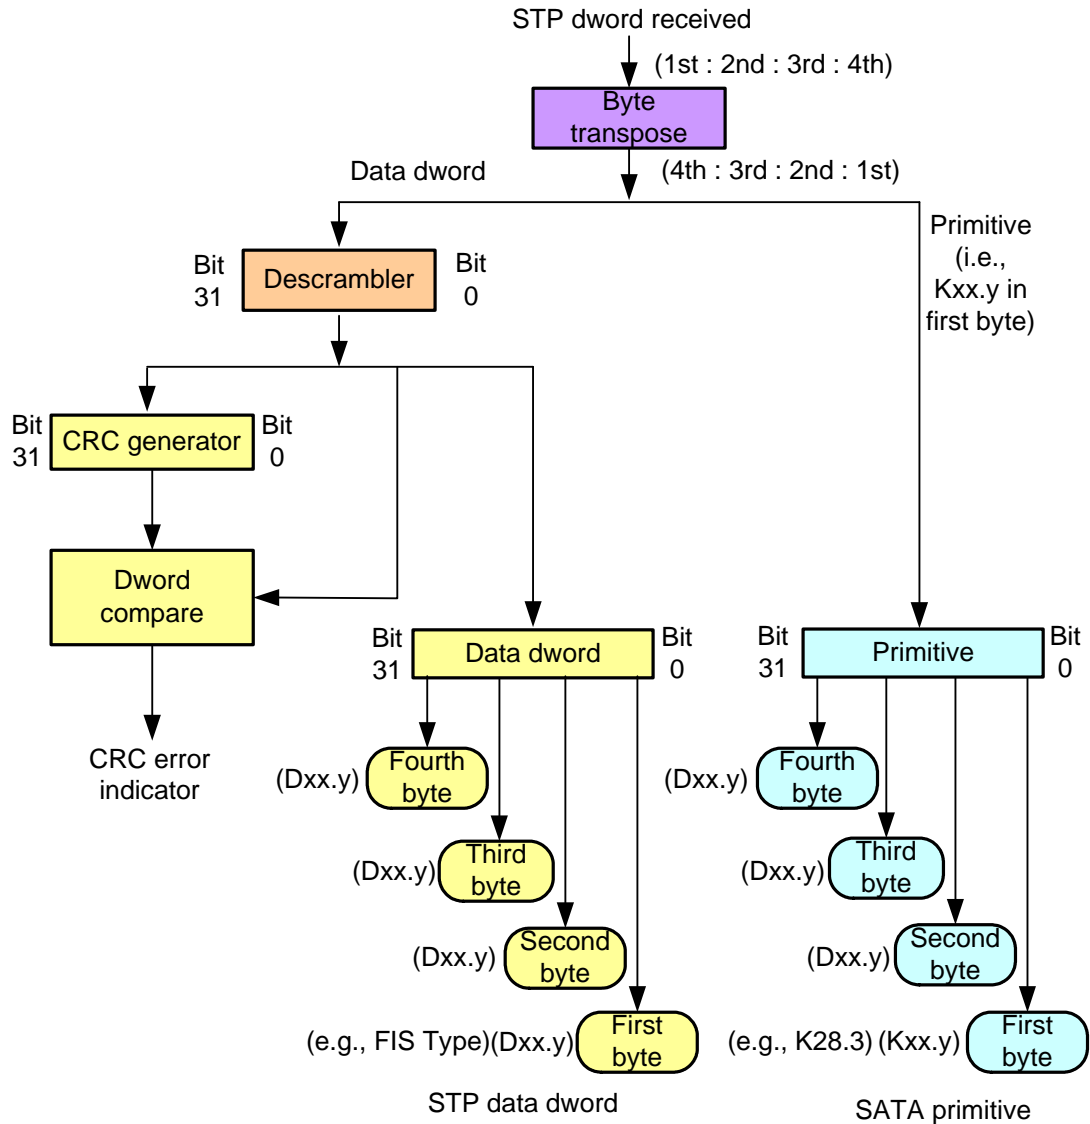 STP dword received
(1st : 2nd : 3rd : 4th)
Byte
transpose
(4th : 3rd : 2nd : 1st)
Data dword
Primitive
(i.e.,
Kxx.y in
first byte)
Bit
31
Descrambler
Bit
0
Bit
31
CRC generator
Bit
0
Dword
compare
CRC error
indicator
Bit
31
Data dword
Bit
0
Fourth
byte
(Dxx.y)
Third
byte
(Dxx.y)
Second
byte
(Dxx.y)
First
byte
(e.g., FIS Type)(Dxx.y)
STP data dword
Bit
31
Primitive
Bit
0
Fourth
byte
(Dxx.y)
Third
byte
(Dxx.y)
Second
byte
(Dxx.y)
First
byte
(e.g., K28.3) (Kxx.y)
SATA primitive